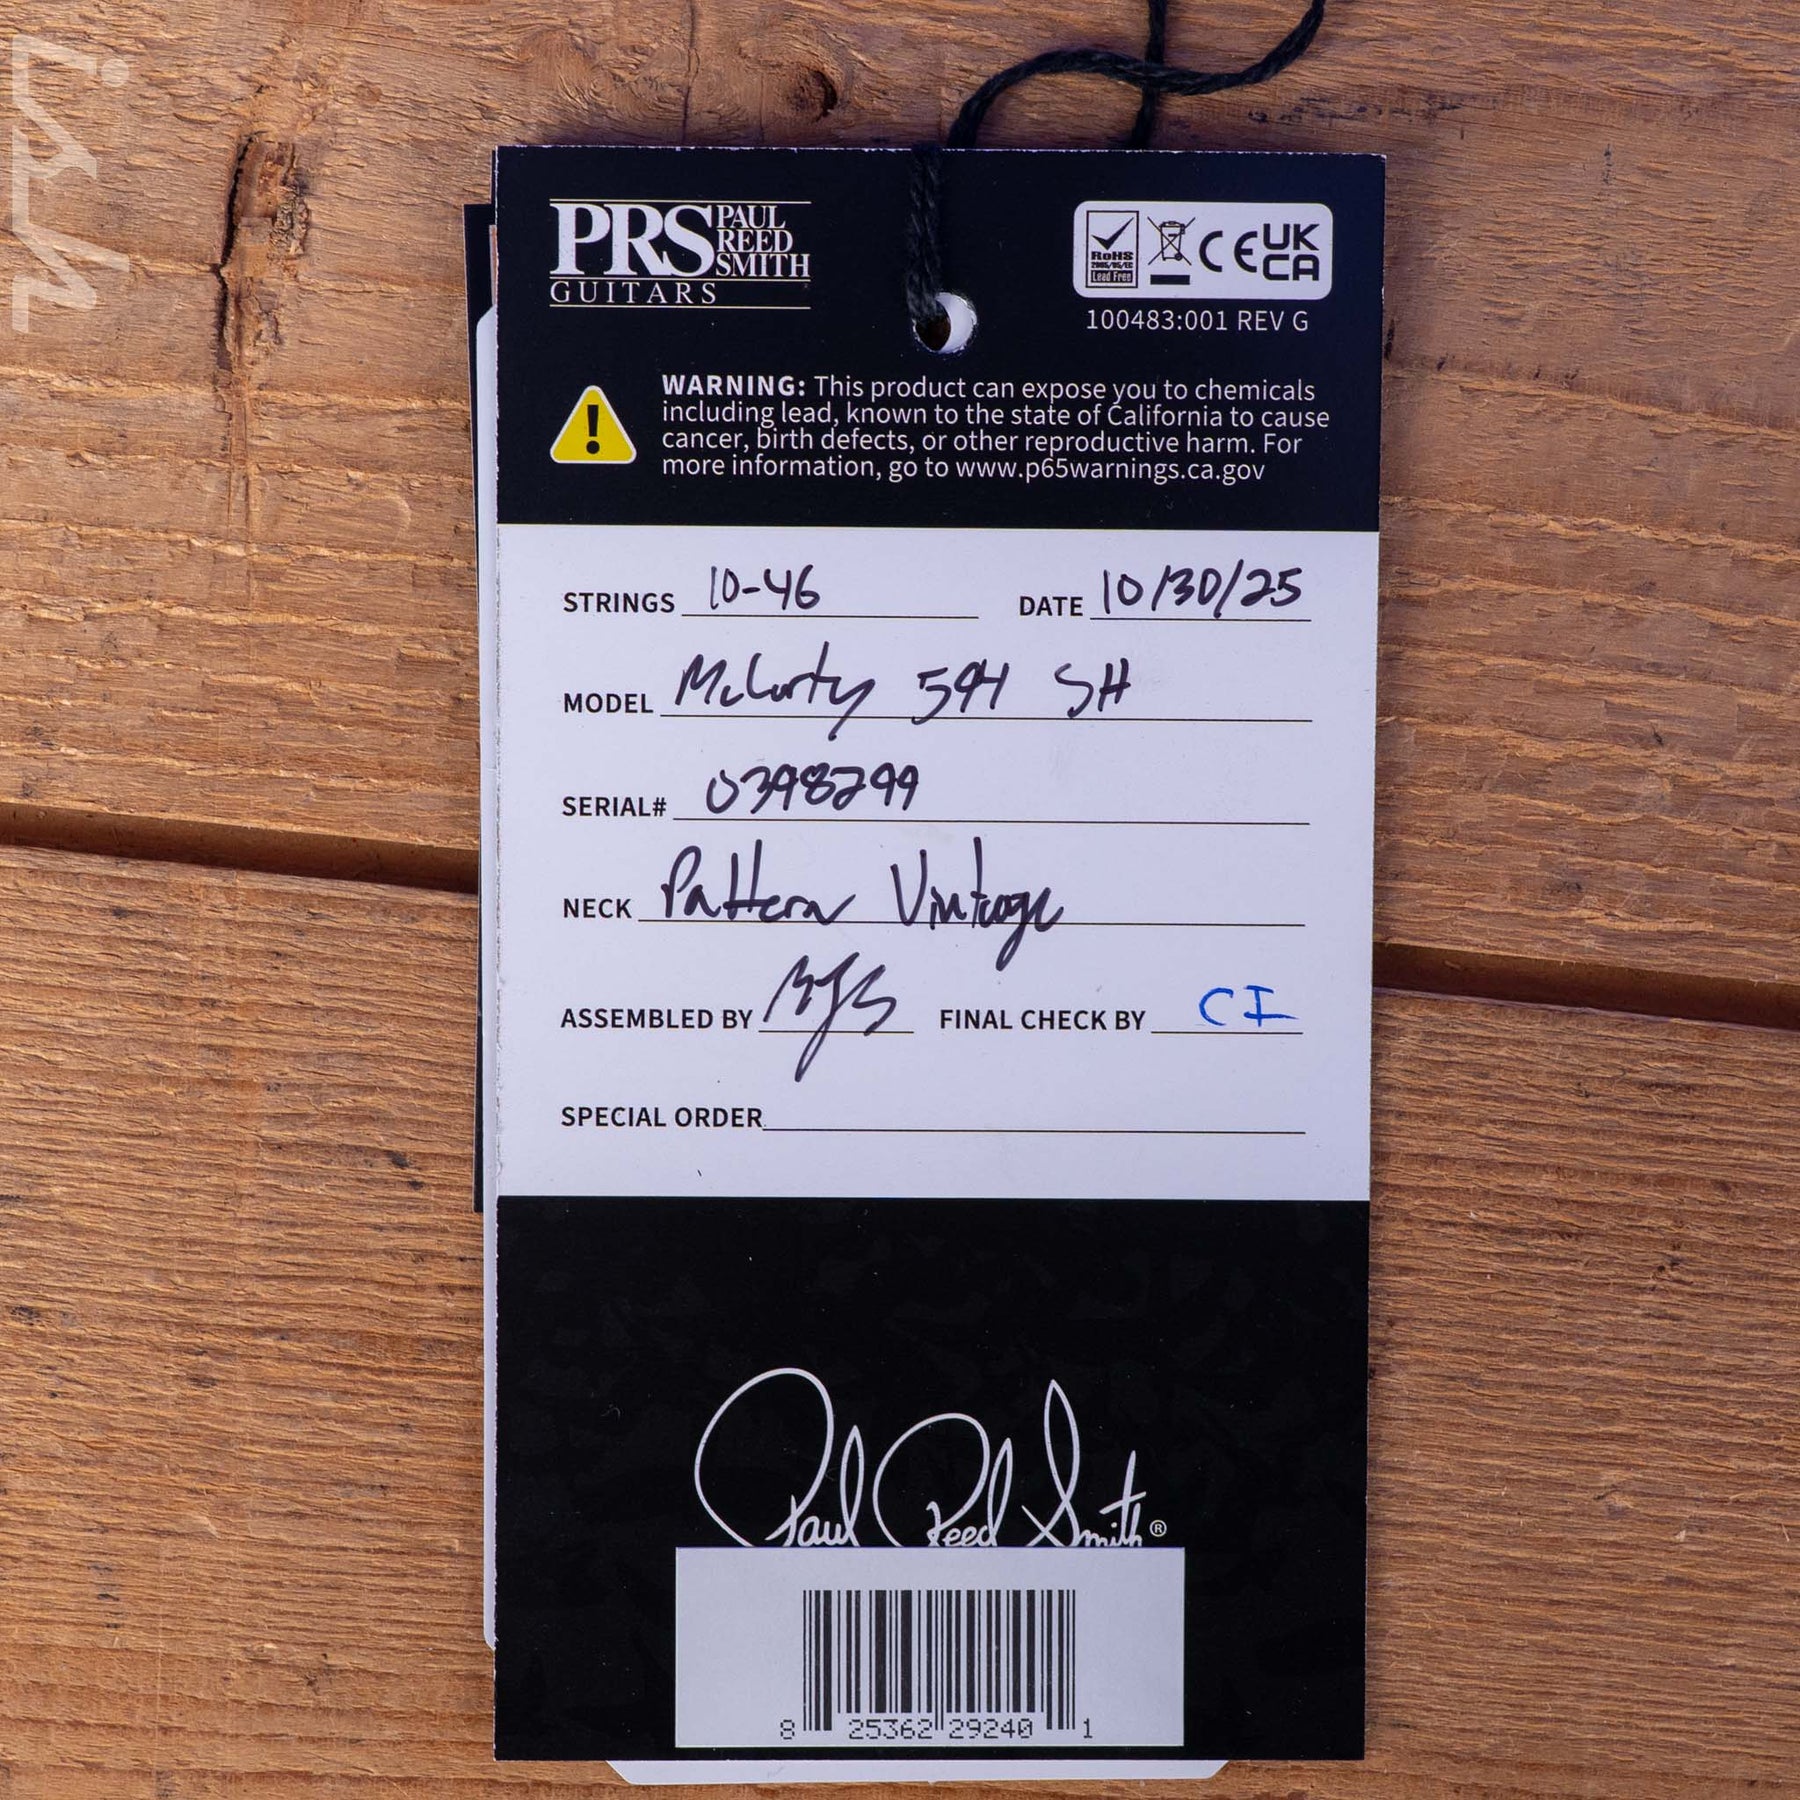 PRS PAUL
REED
SMITH
GUITARS
RoHS
2005/95/EC
Lead Free
CE UK
CA
100483:001 REV G
WARNING: This product can expose you to chemicals
including lead, known to the state of California to cause
cancer, birth defects, or other reproductive harm. For
more information, go to www.p65warnings.ca.gov
STRINGS 10-46 DATE 10/30/25
MODEL McCarty 594 SH
SERIAL# 0398299
NECK Pattern Vintage
ASSEMBLED BY FINAL CHECK BY CI
SPECIAL ORDER
Paul Reed Smith®
8 25362 29240 1